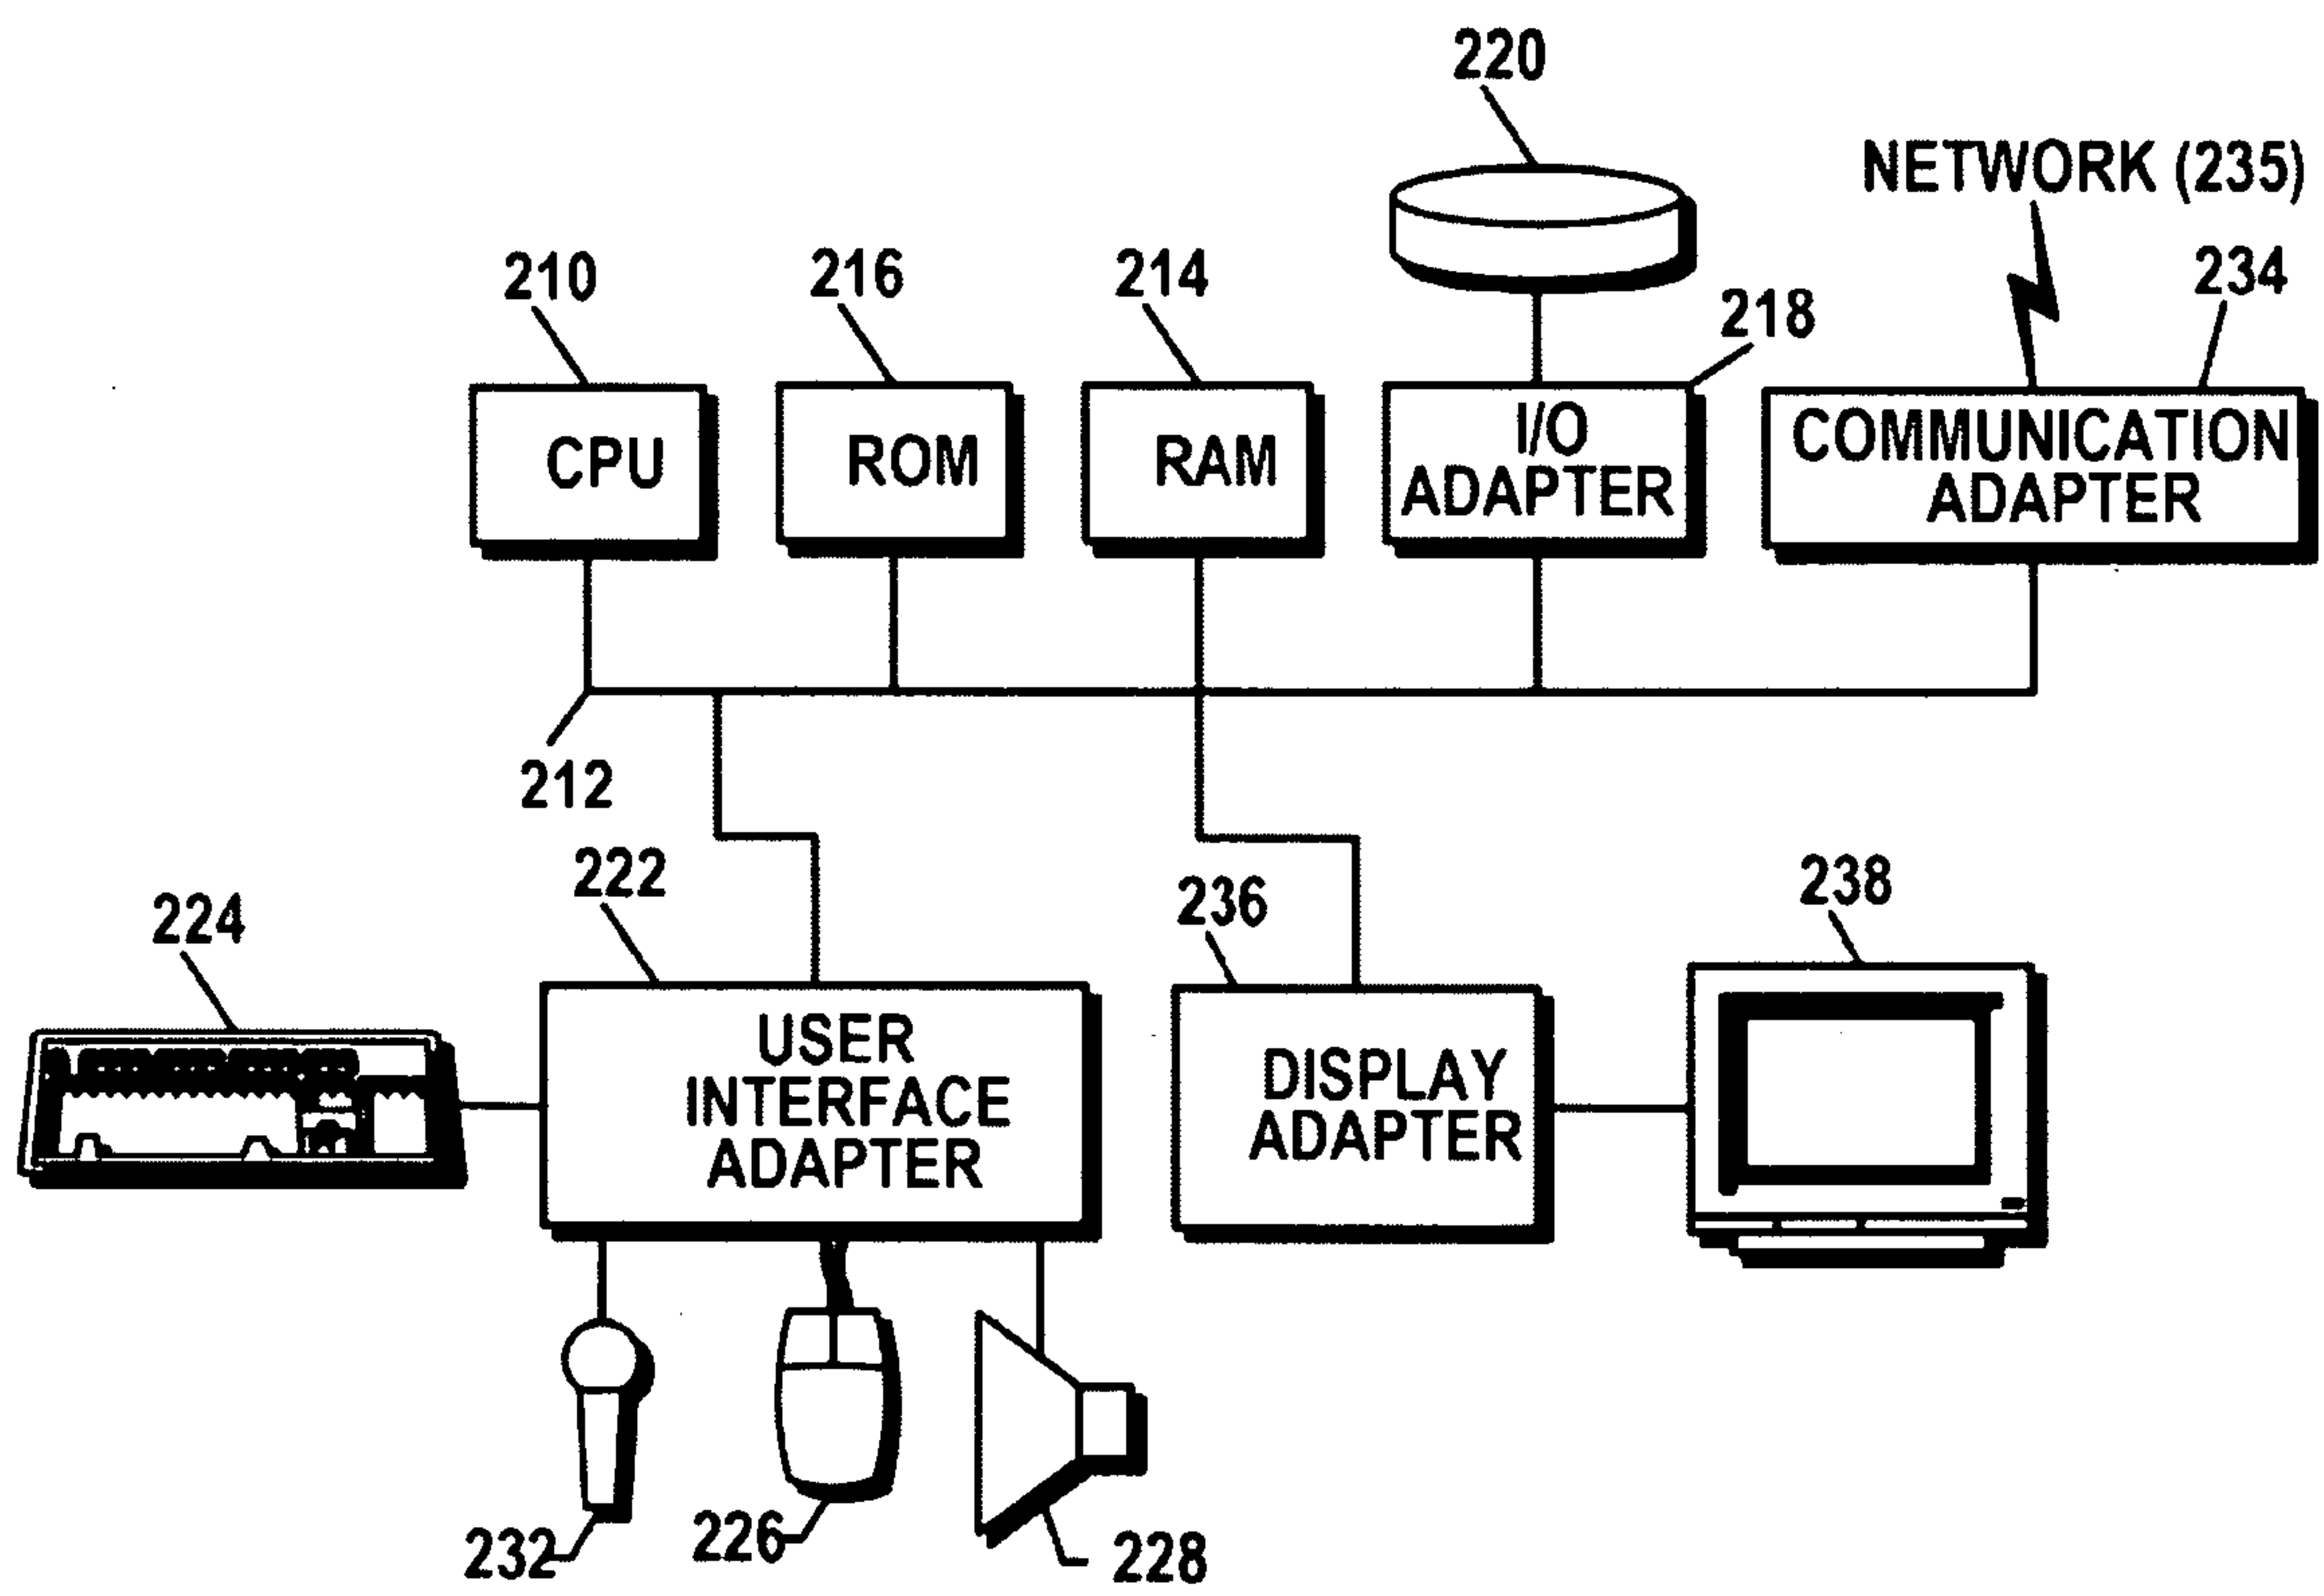 220
NETWORK (235)
210
216
214
218
234
CPU
ROM
RAM
I/O
ADAPTER
COMMUNICATION
ADAPTER
212
222
224
236
238
USER
INTERFACE
ADAPTER
DISPLAY
ADAPTER
232
226
228